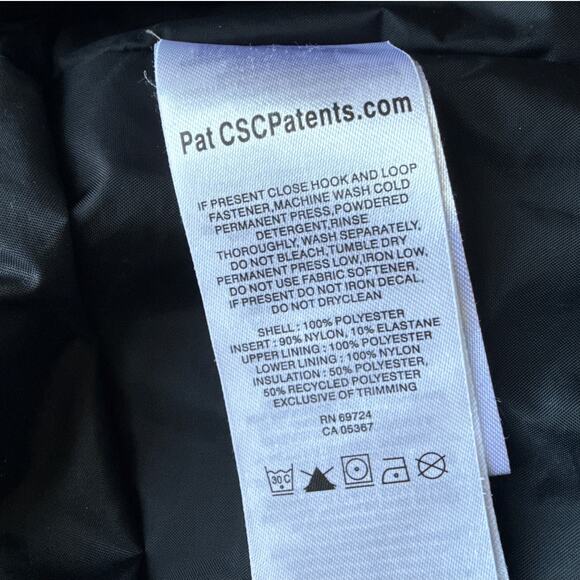 Pat CSCPatents.com
IF PRESENT CLOSE HOOK AND LOOP
FASTENER,MACHINE WASH COLD
PERMANENT PRESS,POWDERED
DETERGENT,RINSE
THOROUGHLY, WASH SEPARATELY,
DO NOT BLEACH,TUMBLE DRY
PERMANENT PRESS LOW,IRON LOW,
DO NOT USE FABRIC SOFTENER,
IF PRESENT DO NOT IRON DECAL,
DO NOT DRYCLEAN
SHELL : 100% POLYESTER
INSERT : 90% NYLON, 10% ELASTANE
UPPER LINING : 100% POLYESTER
LOWER LINING : 100% NYLON
INSULATION : 50% POLYESTER,
50% RECYCLED POLYESTER
EXCLUSIVE OF TRIMMING
RN 69724
CA 05367
30 C